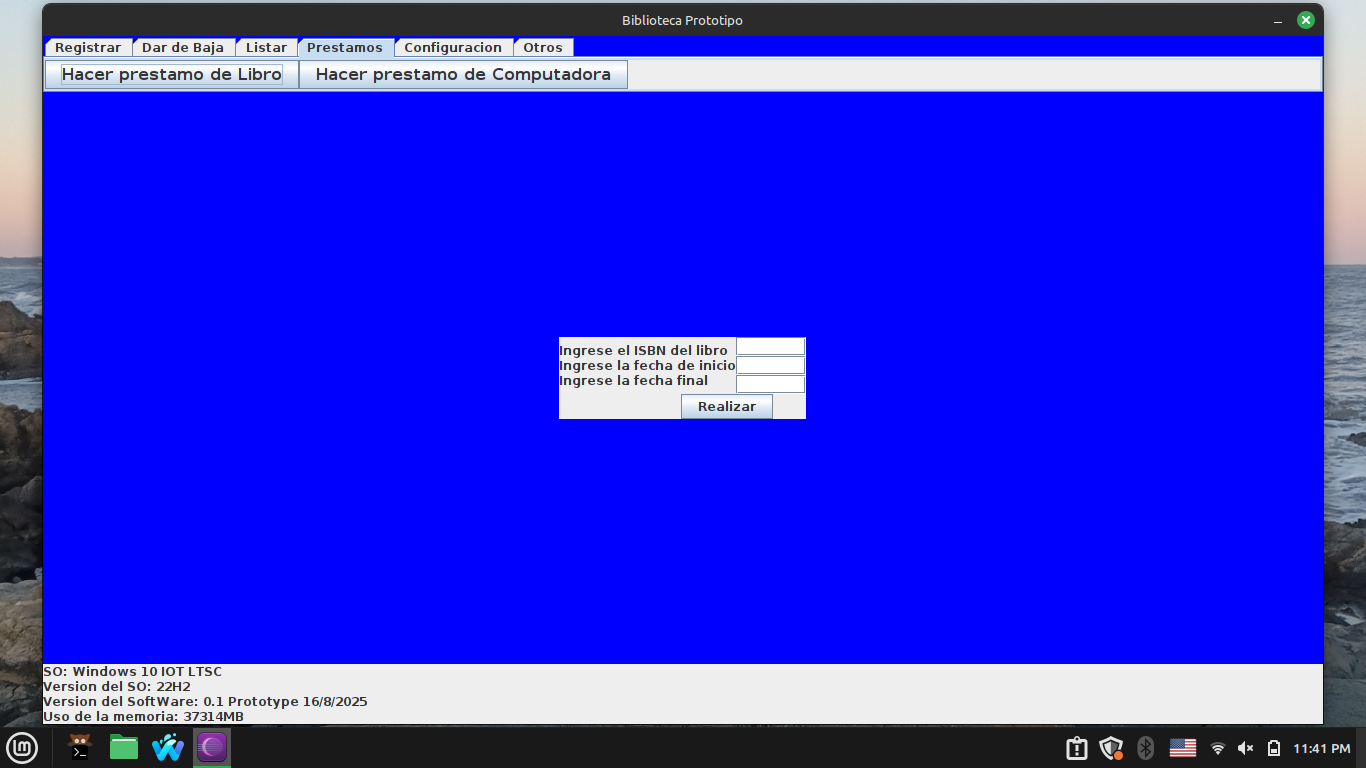 Biblioteca Prototipo
Registrar Dar de Baja Listar Prestamos Configuracion Otros
Hacer prestamo de Libro Hacer prestamo de Computadora
Ingrese el ISBN del libro
Ingrese la fecha de inicio
Ingrese la fecha final
Realizar
SO: Windows 10 IOT LTSC
Version del SO: 22H2
Version del SoftWare: 0.1 Prototype 16/8/2025
Uso de la memoria: 37314MB
11:41 PM